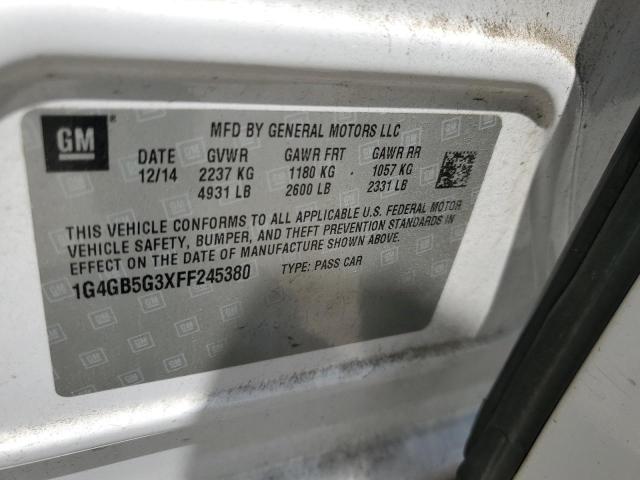 GM ®
MFD BY GENERAL MOTORS LLC
DATE GVWR GAWR FRT GAWR RR
12/14 2237 KG 1180 KG 1057 KG
4931 LB 2600 LB 2331 LB
THIS VEHICLE CONFORMS TO ALL APPLICABLE U.S. FEDERAL MOTOR
VEHICLE SAFETY, BUMPER, AND THEFT PREVENTION STANDARDS IN
EFFECT ON THE DATE OF MANUFACTURE SHOWN ABOVE.
1G4GB5G3XFF245380 TYPE: PASS CAR